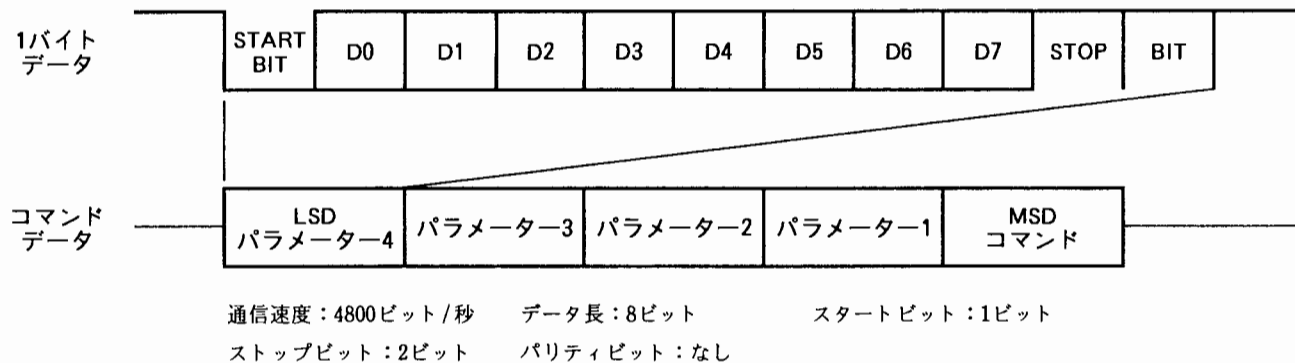 1バイト
データ
START
BIT
D0 D1 D2 D3 D4 D5 D6 D7 STOP BIT
コマンド
データ
LSD
パラメーター4
パラメーター3 パラメーター2 パラメーター1
MSD
コマンド
通信速度：4800ビット/秒 データ長：8ビット スタートビット：1ビット
ストップビット：2ビット パリティビット：なし